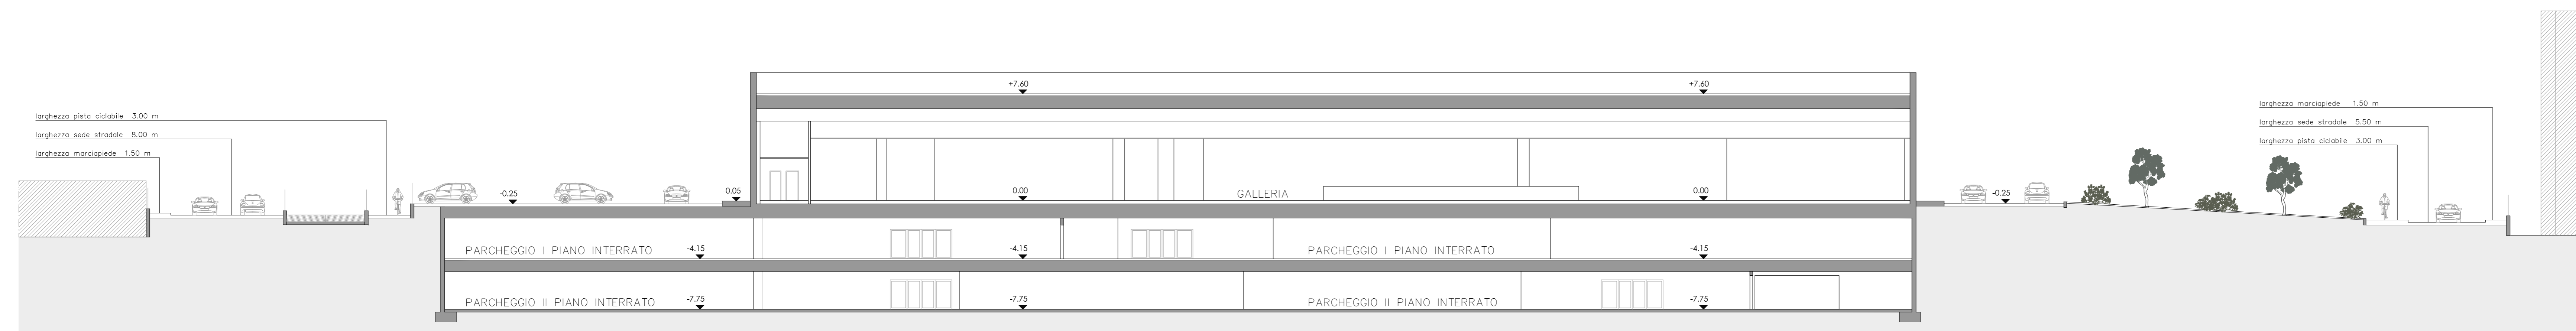 +7.60
+7.60
larghezza marciapiede 1.50 m
larghezza pista ciclabile 3.00 m
larghezza sede stradale 5.50 m
larghezza sede stradale 8.00 m
larghezza pista ciclabile 3.00 m
larghezza marciapiede 1.50 m
-0.25
-0.05
0.00
GALLERIA
0.00
-0.25
PARCHEGGIO I PIANO INTERRATO
-4.15
-4.15
PARCHEGGIO I PIANO INTERRATO
-4.15
PARCHEGGIO II PIANO INTERRATO
-7.75
-7.75
PARCHEGGIO II PIANO INTERRATO
-7.75